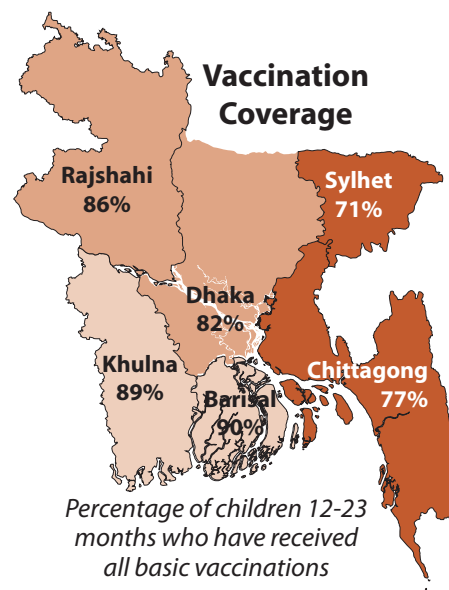 Vaccination
Coverage
Rajshahi
86%
Sylhet
71%
Dhaka
82%
Khulna
89%
Chittagong
77%
Barisal
90%
Percentage of children 12-23
months who have received
all basic vaccinations